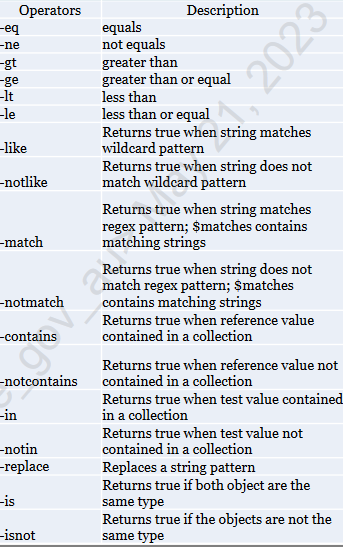 Operators Description
-eq equals
-ne not equals
-gt greater than
-ge greater than or equal
-lt less than
-le less than or equal
-like Returns true when string matches
wildcard pattern
-notlike Returns true when string does not
match wildcard pattern
-match Returns true when string matches
regex pattern; $matches contains
matching strings
-notmatch Returns true when string does not
match regex pattern; $matches
contains matching strings
-contains Returns true when reference value
contained in a collection
-notcontains Returns true when reference value not
contained in a collection
-in Returns true when test value contained
in a collection
-notin Returns true when test value not
contained in a collection
-replace Replaces a string pattern
-is Returns true if both object are the
same type
-isnot Returns true if the objects are not the
same type
May 21, 2023